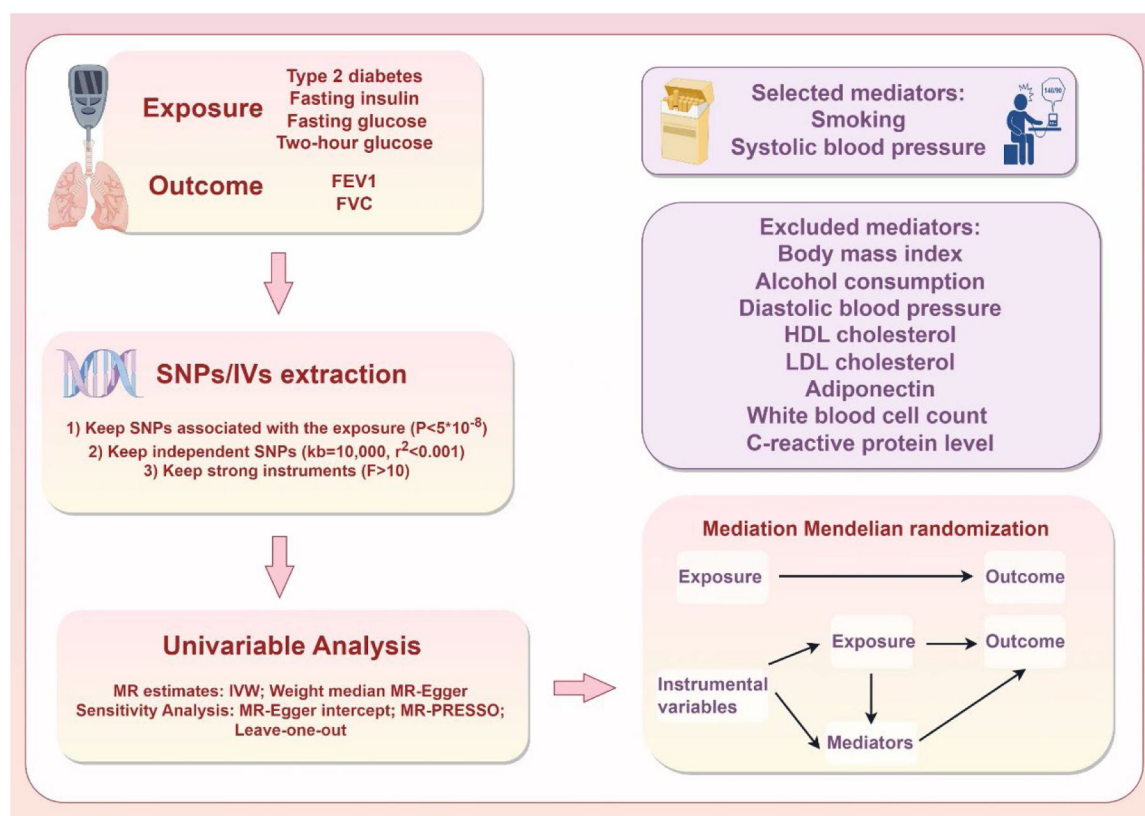 Exposure
Type 2 diabetes
Fasting insulin
Fasting glucose
Two-hour glucose
Outcome
FEV1
FVC
SNPs/IVs extraction
1) Keep SNPs associated with the exposure (P<5*10⁻⁸)
2) Keep independent SNPs (kb=10,000, r²<0.001)
3) Keep strong instruments (F>10)
Univariable Analysis
MR estimates: IVW; Weight median MR-Egger
Sensitivity Analysis: MR-Egger intercept; MR-PRESSO;
Leave-one-out
Selected mediators:
Smoking
Systolic blood pressure
140/90
Excluded mediators:
Body mass index
Alcohol consumption
Diastolic blood pressure
HDL cholesterol
LDL cholesterol
Adiponectin
White blood cell count
C-reactive protein level
Mediation Mendelian randomization
Exposure
Outcome
Exposure
Outcome
Instrumental
variables
Mediators